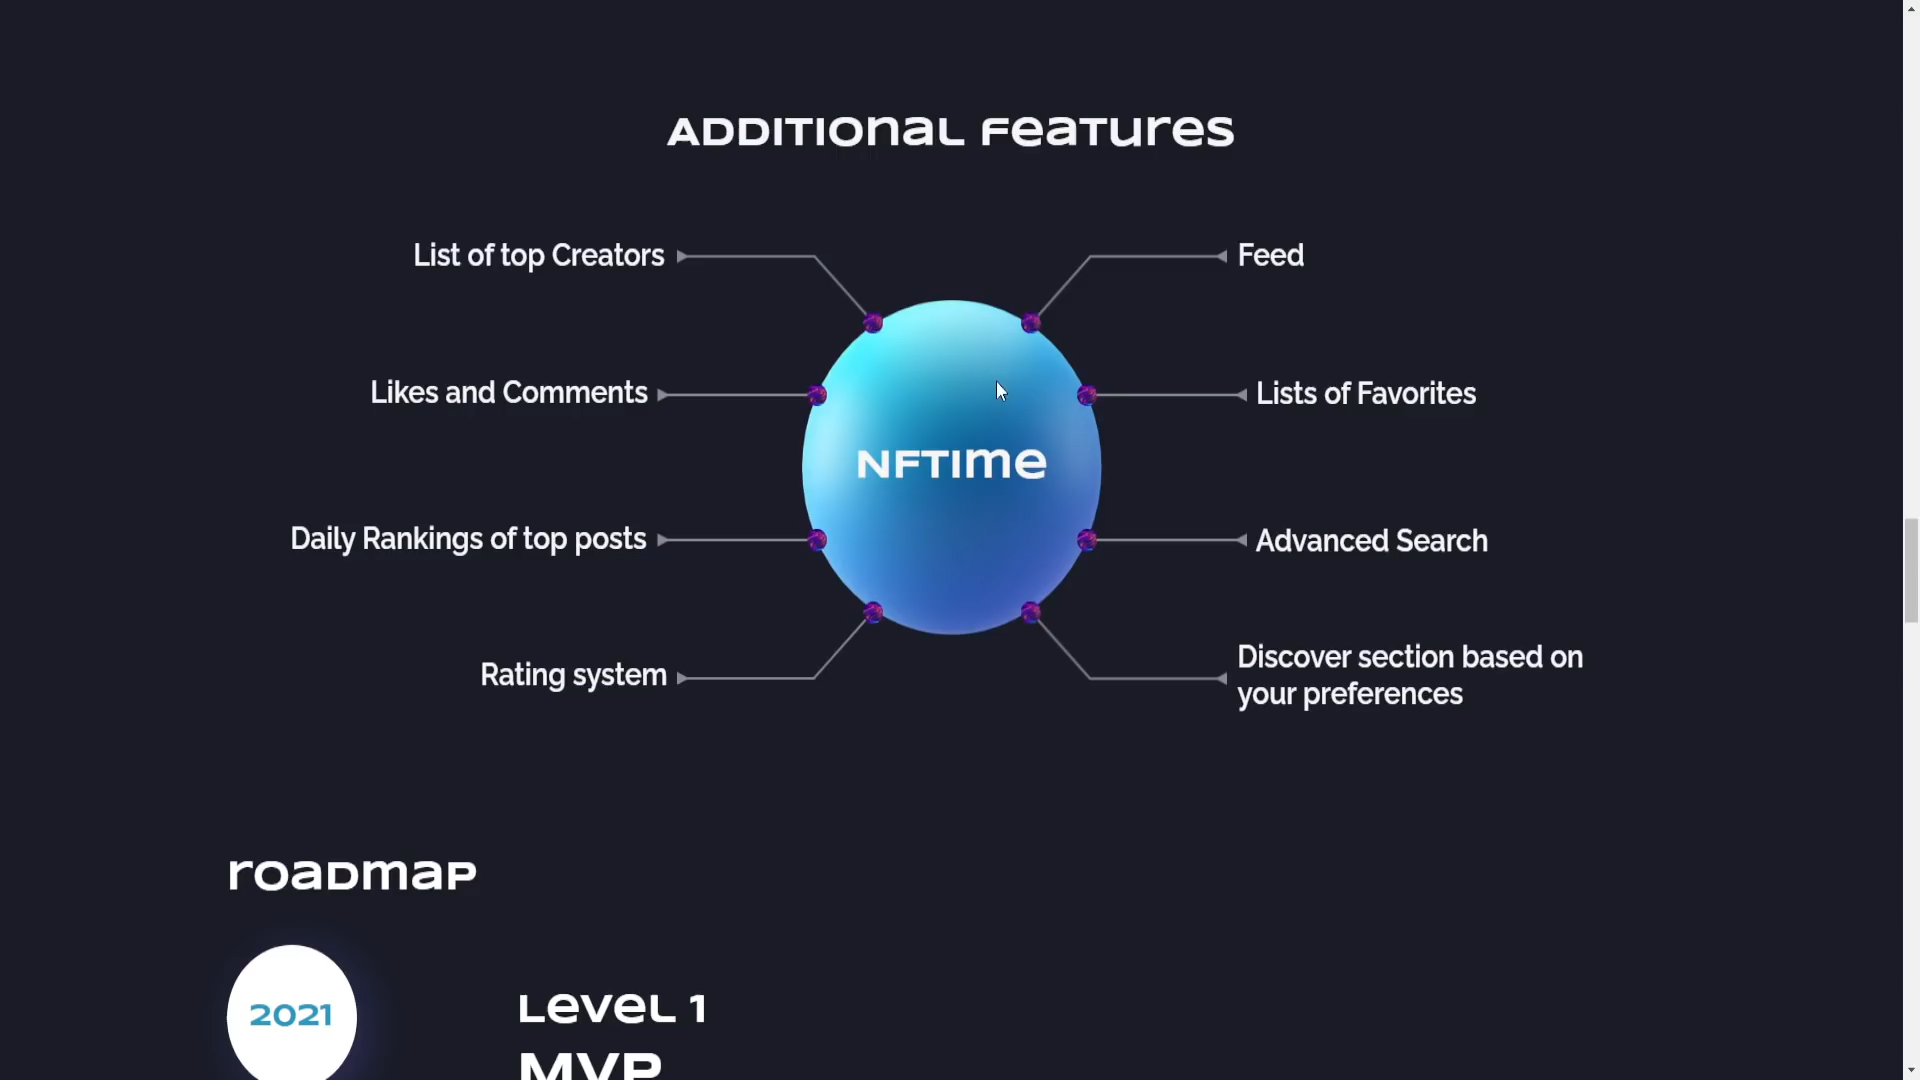 ADDITIONAL FEATURES
List of top Creators
Feed
Likes and Comments
Lists of Favorites
NFTime
Daily Rankings of top posts
Advanced Search
Rating system
Discover section based on
your preferences
ROADMAP
2021
LEVEL 1
MVP